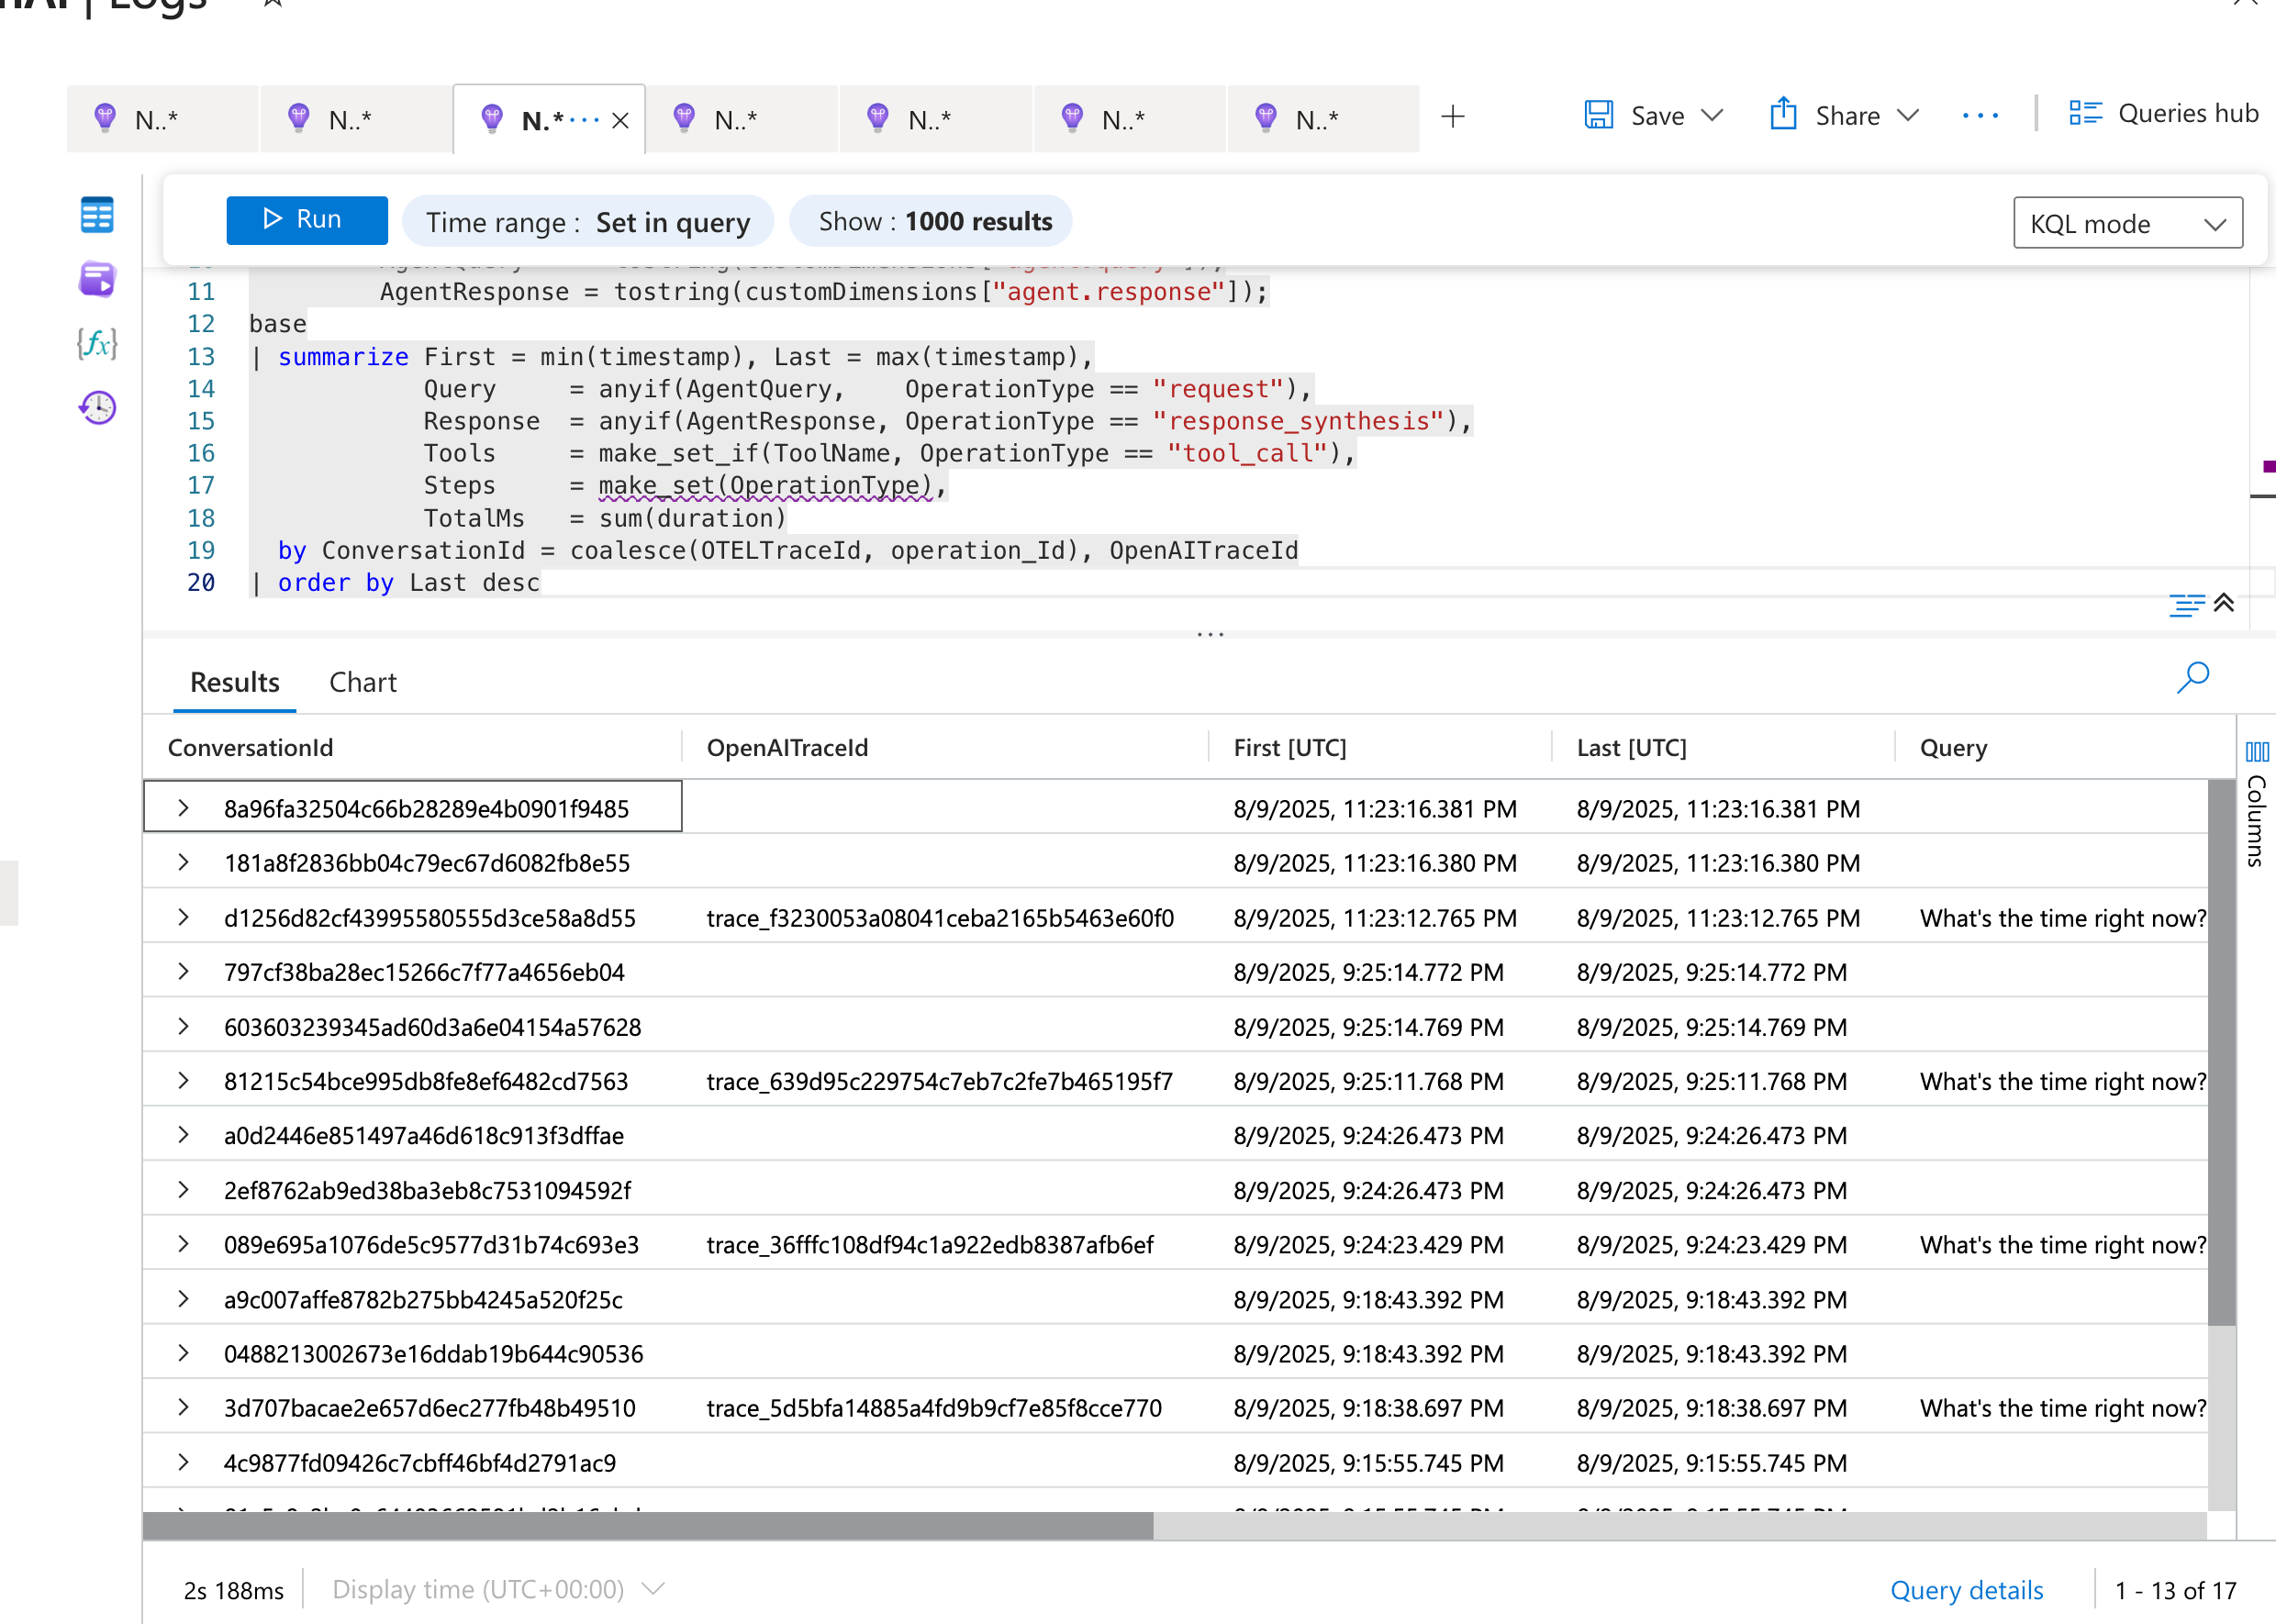 | Logs
N..*
N..*
N.*···
N..*
N..*
N..*
N..*
Save
Share
Queries hub
Run
Time range : Set in query
Show : 1000 results
KQL mode
11 AgentResponse = tostring(customDimensions["agent.response"]);
12 base
13 | summarize First = min(timestamp), Last = max(timestamp),
14 Query = anyif(AgentQuery, OperationType == "request"),
15 Response = anyif(AgentResponse, OperationType == "response_synthesis"),
16 Tools = make_set_if(ToolName, OperationType == "tool_call"),
17 Steps = make_set(OperationType),
18 TotalMs = sum(duration)
19 by ConversationId = coalesce(OTELTraceId, operation_Id), OpenAITraceId
20 | order by Last desc
Results Chart
ConversationId OpenAITraceId First [UTC] Last [UTC] Query
Columns
8a96fa32504c66b28289e4b0901f9485 8/9/2025, 11:23:16.381 PM 8/9/2025, 11:23:16.381 PM
181a8f2836bb04c79ec67d6082fb8e55 8/9/2025, 11:23:16.380 PM 8/9/2025, 11:23:16.380 PM
d1256d82cf43995580555d3ce58a8d55 trace_f3230053a08041ceba2165b5463e60f0 8/9/2025, 11:23:12.765 PM 8/9/2025, 11:23:12.765 PM What's the time right now?
797cf38ba28ec15266c7f77a4656eb04 8/9/2025, 9:25:14.772 PM 8/9/2025, 9:25:14.772 PM
603603239345ad60d3a6e04154a57628 8/9/2025, 9:25:14.769 PM 8/9/2025, 9:25:14.769 PM
81215c54bce995db8fe8ef6482cd7563 trace_639d95c229754c7eb7c2fe7b465195f7 8/9/2025, 9:25:11.768 PM 8/9/2025, 9:25:11.768 PM What's the time right now?
a0d2446e851497a46d618c913f3dffae 8/9/2025, 9:24:26.473 PM 8/9/2025, 9:24:26.473 PM
2ef8762ab9ed38ba3eb8c7531094592f 8/9/2025, 9:24:26.473 PM 8/9/2025, 9:24:26.473 PM
089e695a1076de5c9577d31b74c693e3 trace_36fffc108df94c1a922edb8387afb6ef 8/9/2025, 9:24:23.429 PM 8/9/2025, 9:24:23.429 PM What's the time right now?
a9c007affe8782b275bb4245a520f25c 8/9/2025, 9:18:43.392 PM 8/9/2025, 9:18:43.392 PM
0488213002673e16ddab19b644c90536 8/9/2025, 9:18:43.392 PM 8/9/2025, 9:18:43.392 PM
3d707bacae2e657d6ec277fb48b49510 trace_5d5bfa14885a4fd9b9cf7e85f8cce770 8/9/2025, 9:18:38.697 PM 8/9/2025, 9:18:38.697 PM What's the time right now?
4c9877fd09426c7cbff46bf4d2791ac9 8/9/2025, 9:15:55.745 PM 8/9/2025, 9:15:55.745 PM
2s 188ms Display time (UTC+00:00) Query details 1 - 13 of 17